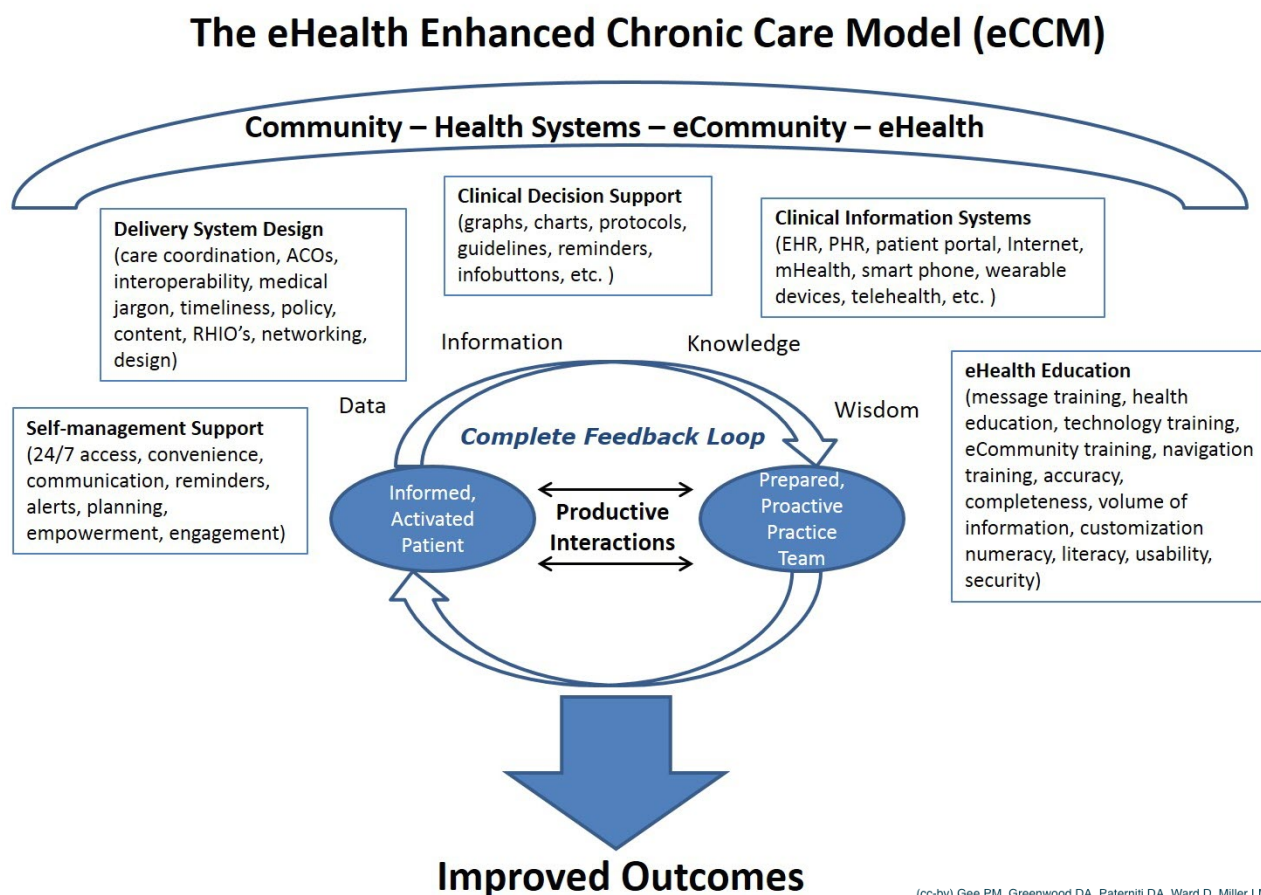 The eHealth Enhanced Chronic Care Model (eCCM)
Community – Health Systems – eCommunity – eHealth
Clinical Decision Support
(graphs, charts, protocols,
guidelines, reminders,
infobuttons, etc. )
Clinical Information Systems
(EHR, PHR, patient portal, Internet,
mHealth, smart phone, wearable
devices, telehealth, etc. )
Delivery System Design
(care coordination, ACOs,
interoperability, medical
jargon, timeliness, policy,
content, RHIO's, networking,
design)
Information
Knowledge
eHealth Education
(message training, health
education, technology training,
eCommunity training, navigation
training, accuracy,
completeness, volume of
information, customization
numeracy, literacy, usability,
security)
Data
Wisdom
Self-management Support
(24/7 access, convenience,
communication, reminders,
alerts, planning,
empowerment, engagement)
Complete Feedback Loop
Informed,
Activated
Patient
Productive
Interactions
Prepared,
Proactive
Practice
Team
Improved Outcomes
(cc-by) Gee PM, Greenwood DA, Paterniti DA, Ward D, Miller